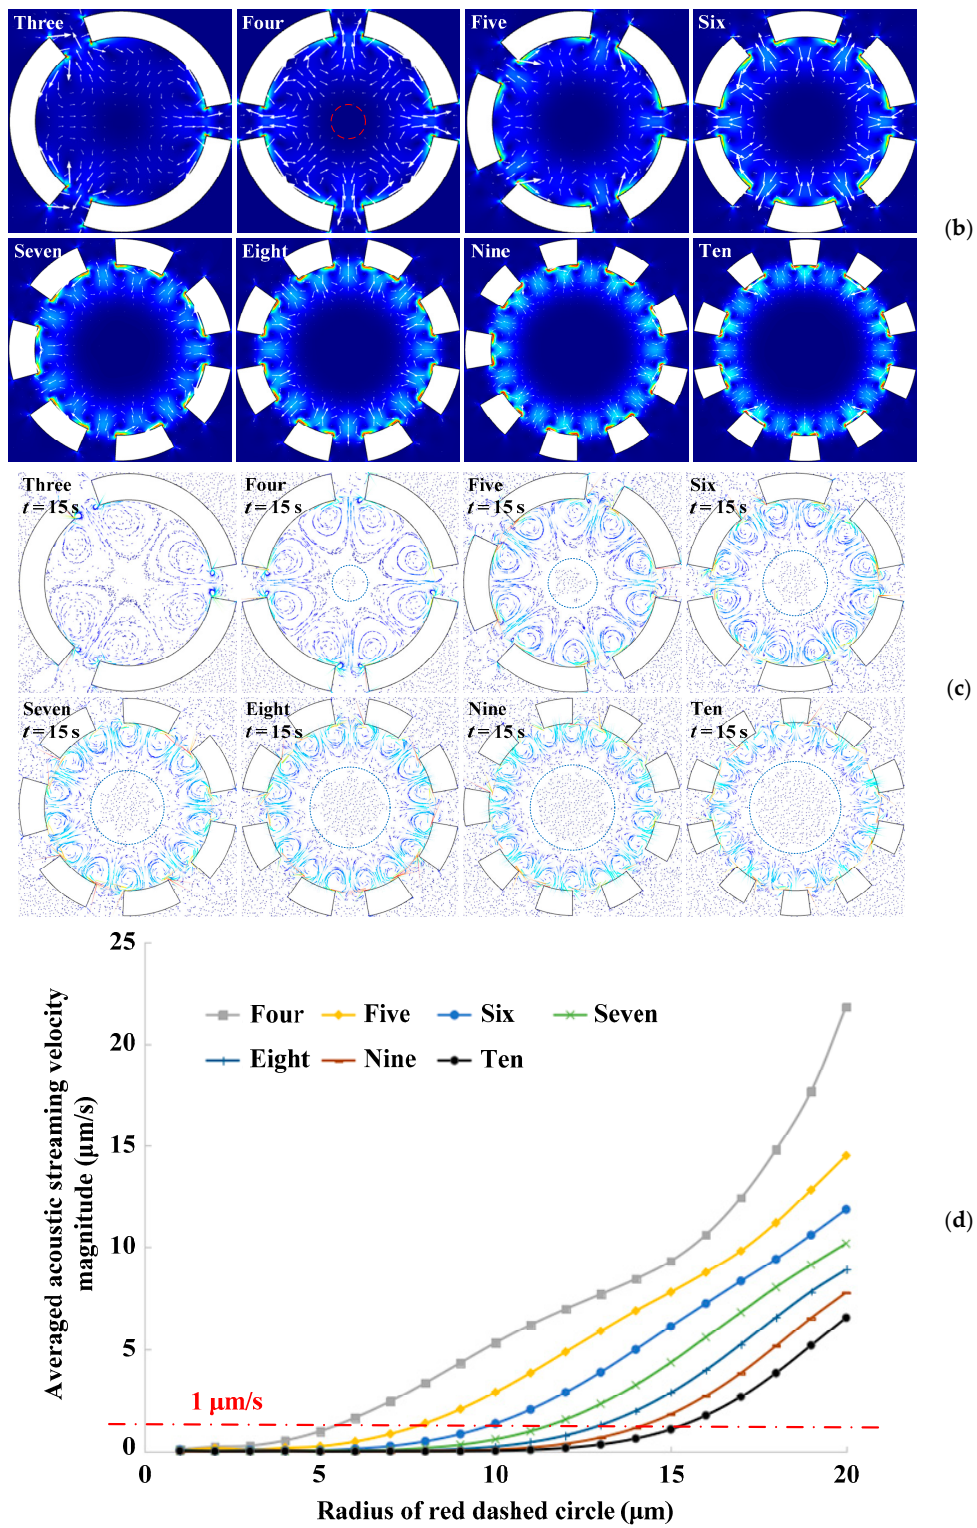 Three Four Five Six
(b)
Seven Eight Nine Ten
Three Four Five Six
t = 15 s t = 15 s t = 15 s t = 15 s
(c)
Seven Eight Nine Ten
t = 15 s t = 15 s t = 15 s t = 15 s
25
20
15
10
5
0
Averaged acoustic streaming velocity
magnitude (μm/s)
Four Five Six Seven
Eight Nine Ten
(d)
1 μm/s
0 5 10 15 20
Radius of red dashed circle (μm)